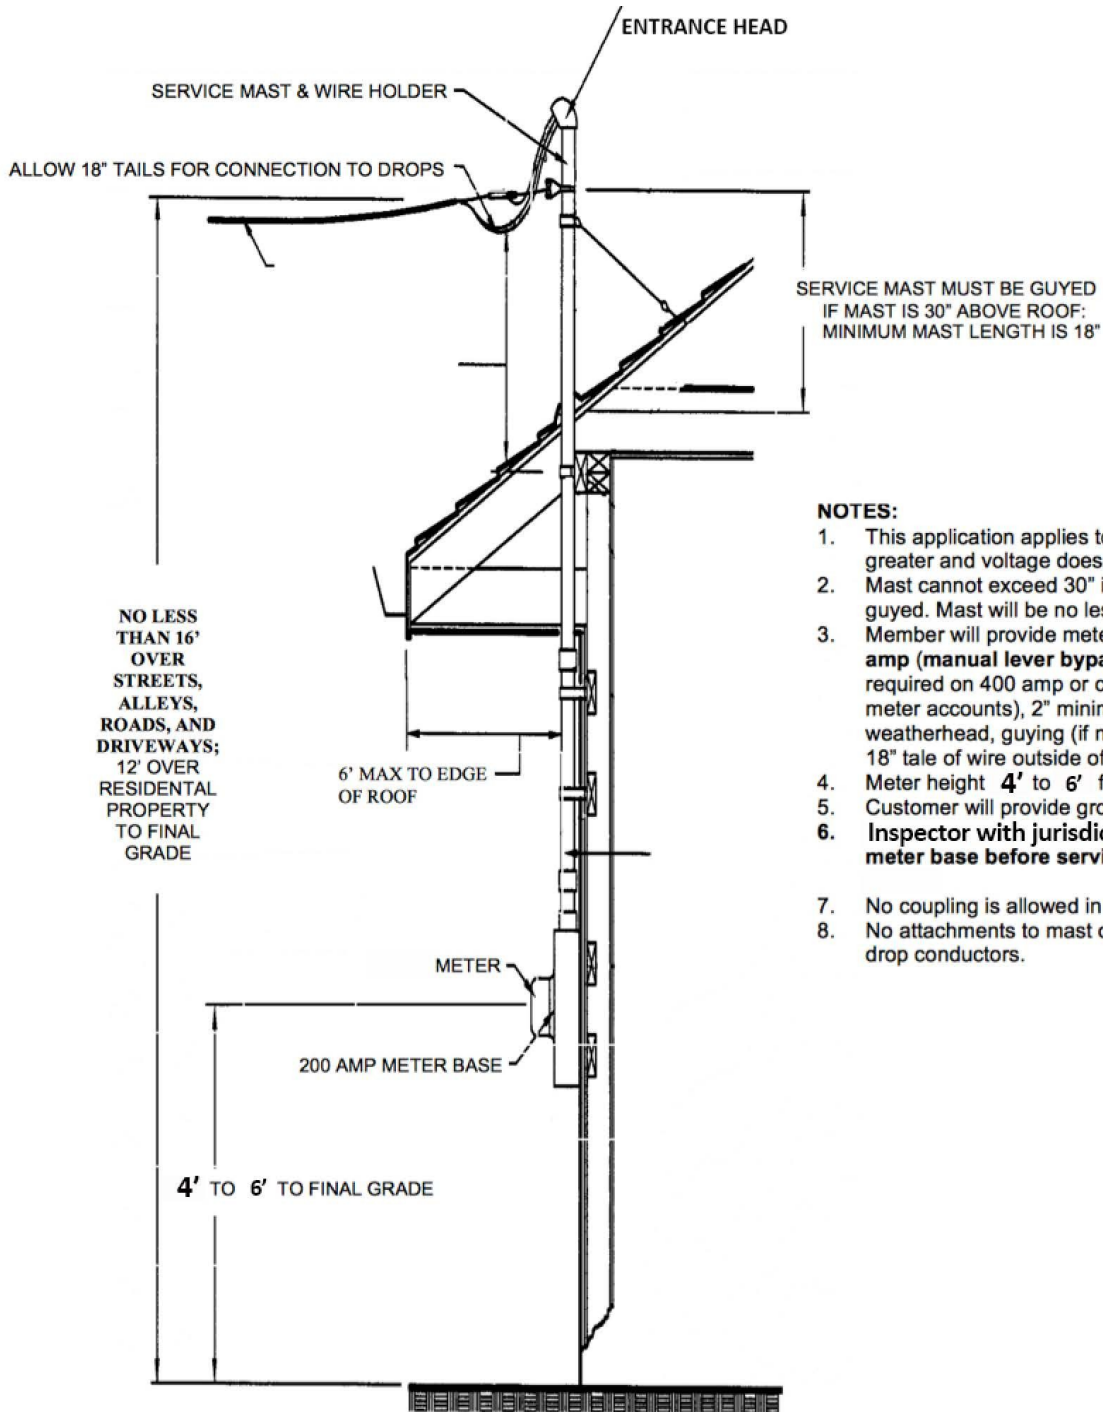 ENTRANCE HEAD
SERVICE MAST & WIRE HOLDER
ALLOW 18" TAILS FOR CONNECTION TO DROPS
SERVICE MAST MUST BE GUYED
IF MAST IS 30" ABOVE ROOF:
MINIMUM MAST LENGTH IS 18"
NO LESS
THAN 16'
OVER
STREETS,
ALLEYS,
ROADS, AND
DRIVEWAYS;
12' OVER
RESIDENTAL
PROPERTY
TO FINAL
GRADE
6' MAX TO EDGE
OF ROOF
METER
200 AMP METER BASE
4' TO 6' TO FINAL GRADE
NOTES:
1. This application applies to
greater and voltage does
2. Mast cannot exceed 30" i
guyed. Mast will be no les
3. Member will provide mete
amp (manual lever bypa
required on 400 amp or c
meter accounts), 2" minir
weatherhead, guying (if n
18" tale of wire outside of
4. Meter height 4' to 6' f
5. Customer will provide gro
6. Inspector with jurisdic
meter base before servi
7. No coupling is allowed in
8. No attachments to mast o
drop conductors.